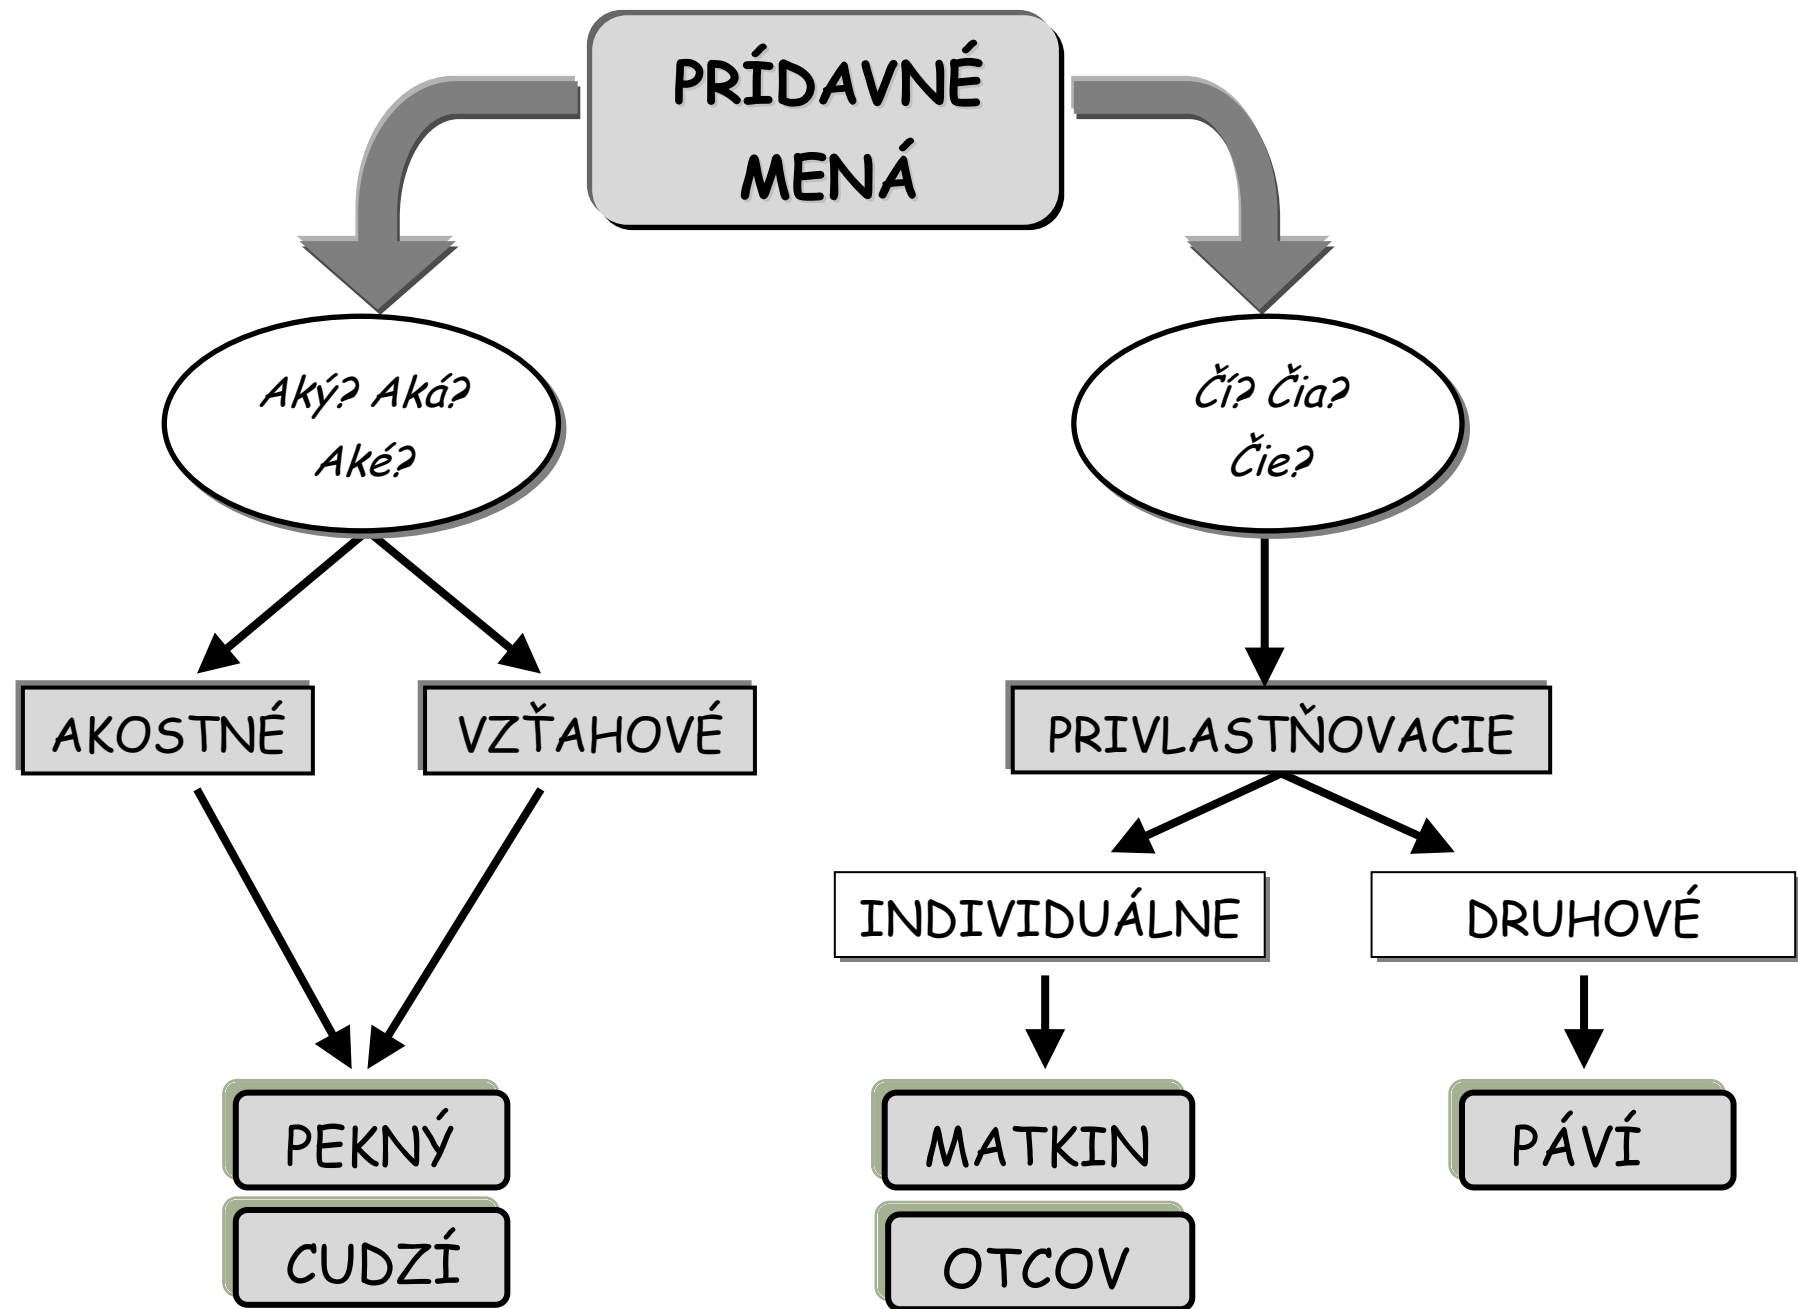 PRÍDAVNÉ
MENÁ
Aký? Aká?
Aké?
Čí? Čia?
Čie?
AKOSTNÉ
VZŤAHOVÉ
PRIVLASTŇOVACIE
INDIVIDUÁLNE
DRUHOVÉ
PEKNÝ
MATKIN
PÁVÍ
CUDZÍ
OTCOV